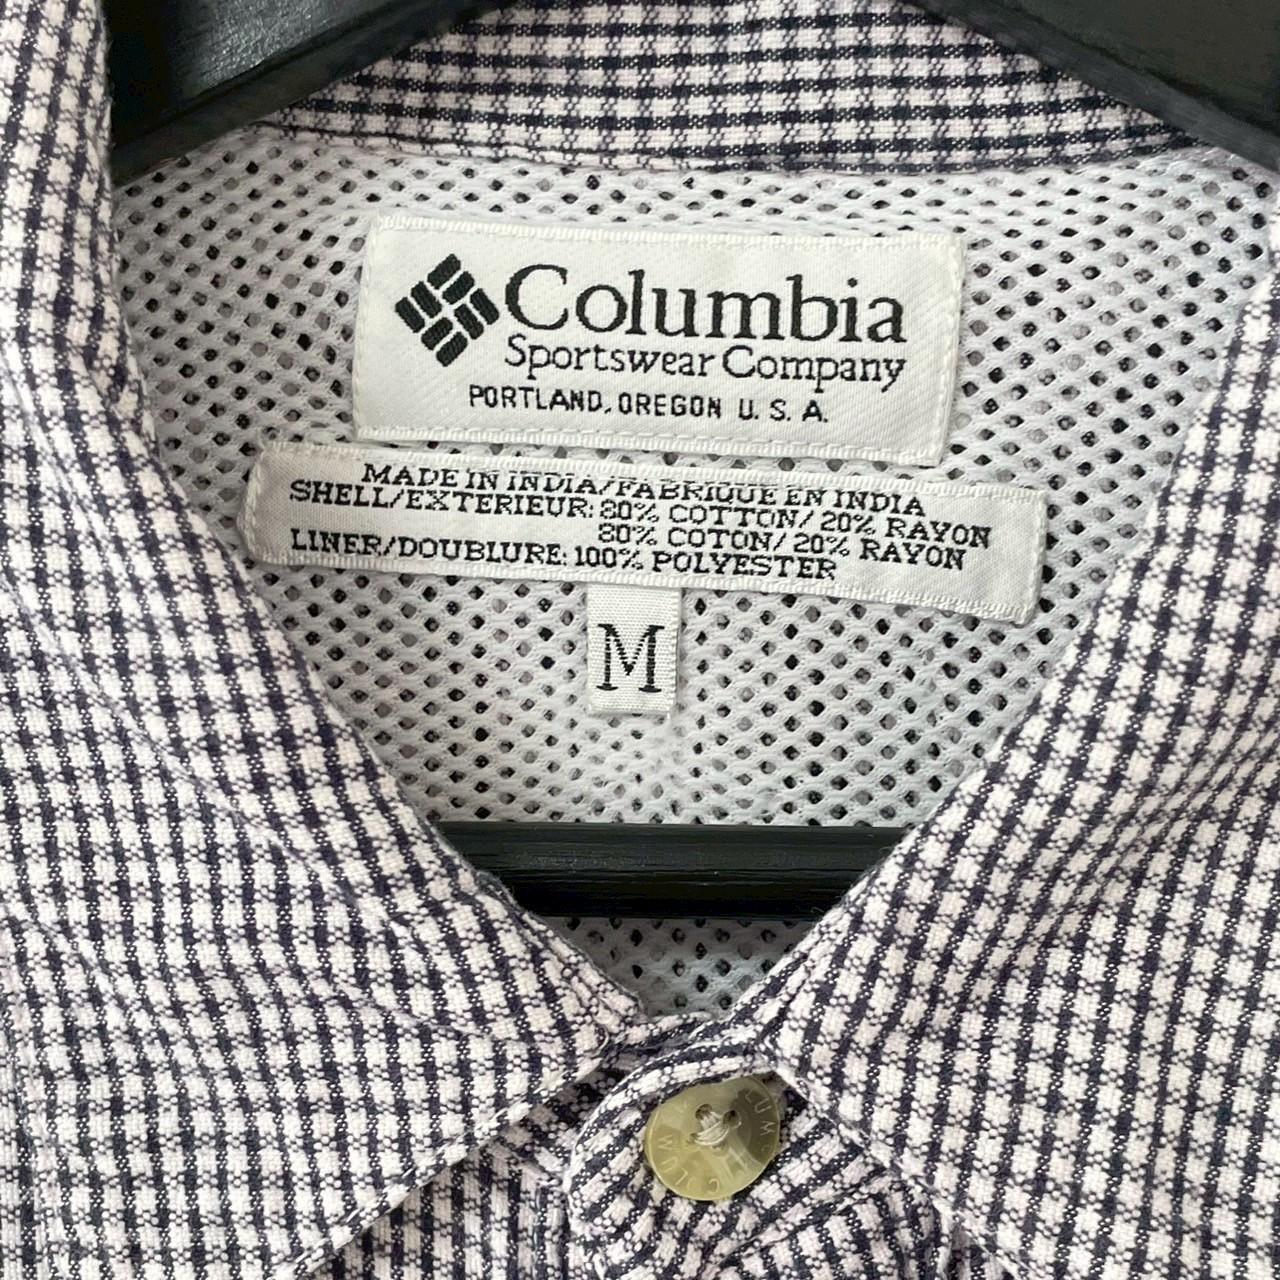 Columbia
Sportswear Company
PORTLAND, OREGON U. S. A.
MADE IN INDIA/FABRIQUE EN INDIA
SHELL/EXTERIEUR: 80% COTTON/ 20% RAYON
80% COTON/ 20% RAYON
LINER/DOUBLURE: 100% POLYESTER
M